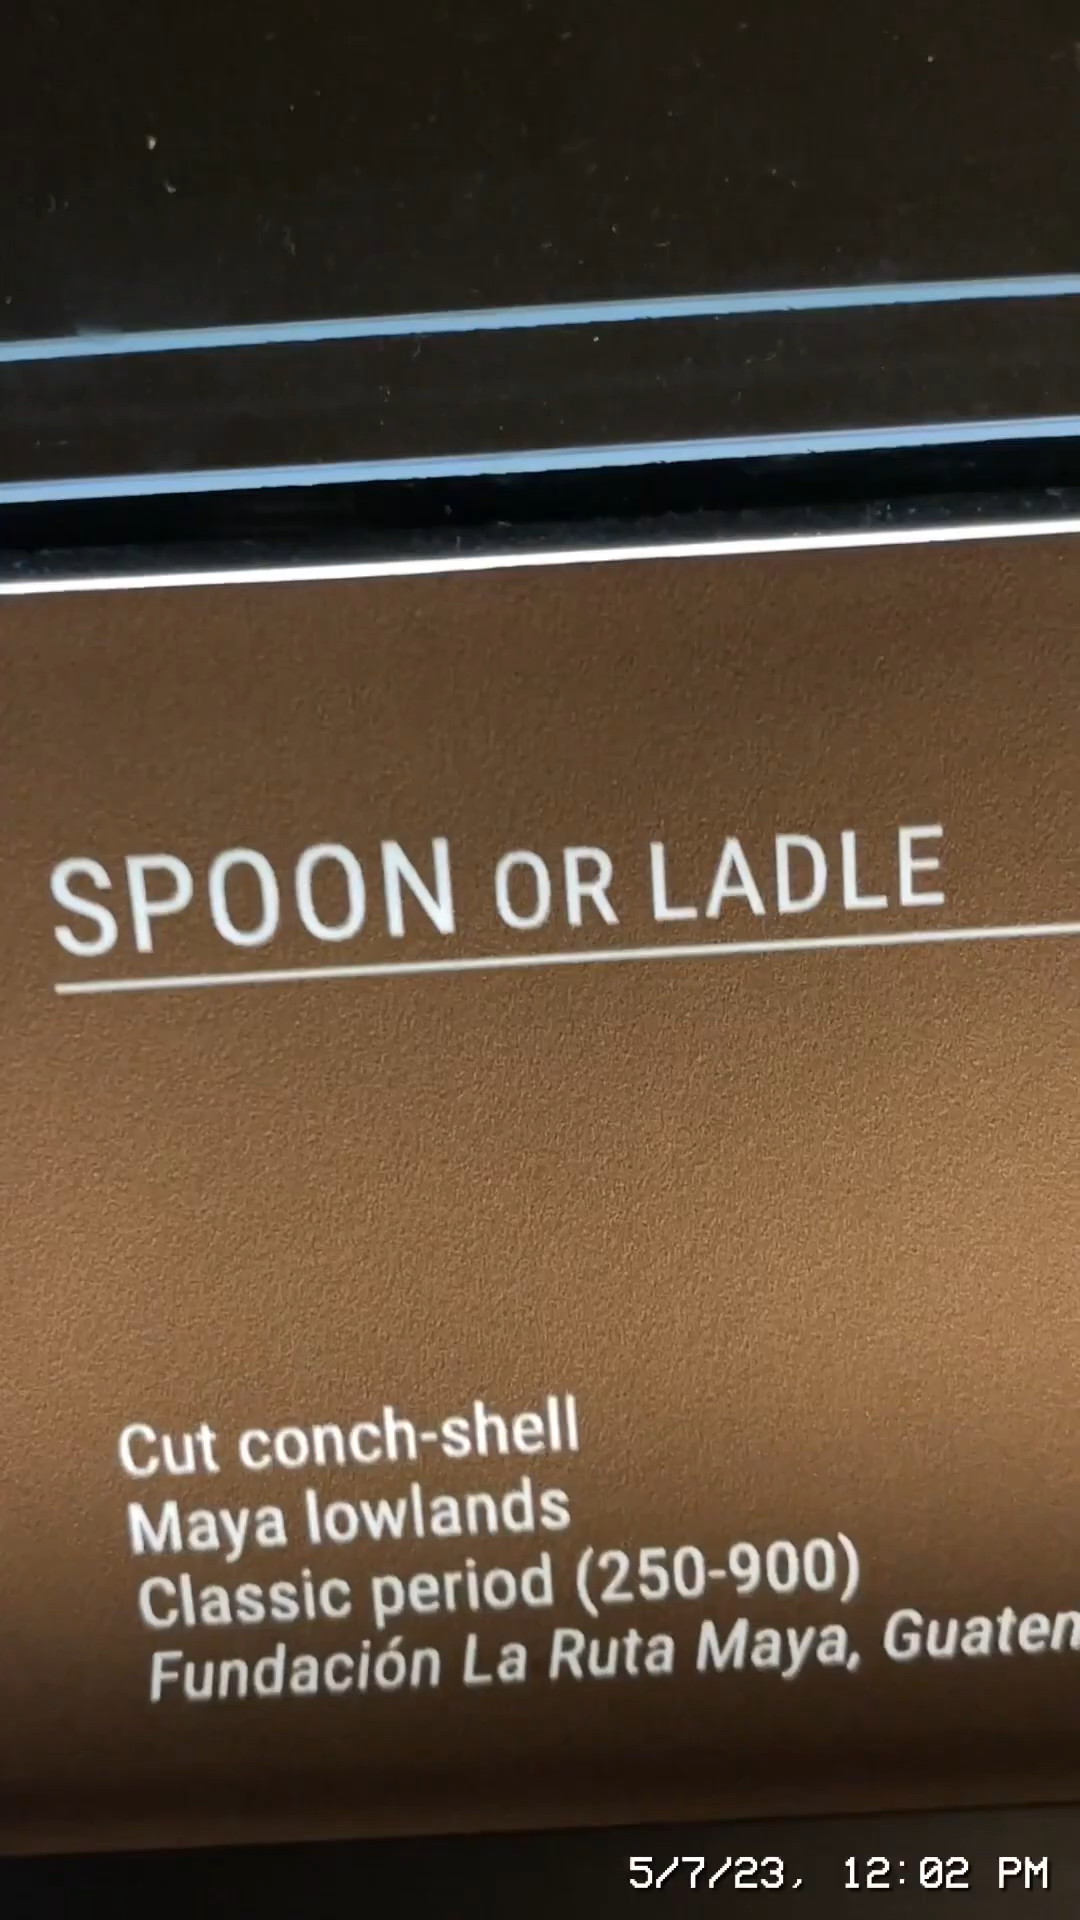 SPOON OR LADLE
Cut conch-shell
Maya lowlands
Classic period (250-900)
Fundación La Ruta Maya, Guatem
5/7/23, 12:02 PM